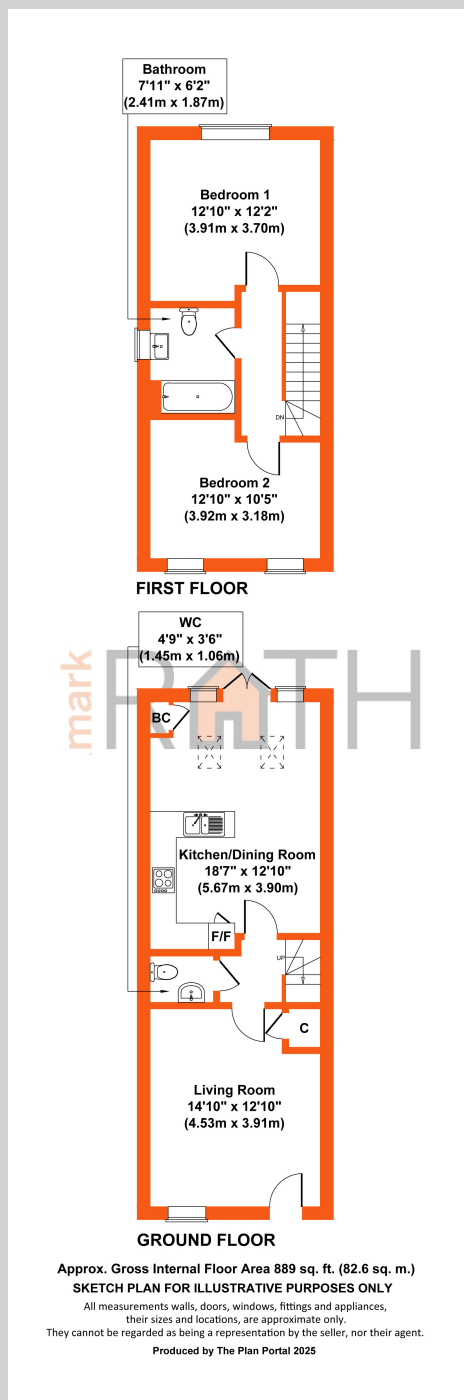 Bathroom
7'11" x 6'2"
(2.41m x 1.87m)
Bedroom 1
12'10" x 12'2"
(3.91m x 3.70m)
DN
Bedroom 2
12'10" x 10'5"
(3.92m x 3.18m)
FIRST FLOOR
WC
4'9" x 3'6"
(1.45m x 1.06m)
mark
RATH
BC
Kitchen/Dining Room
18'7" x 12'10"
(5.67m x 3.90m)
F/F
UP
C
Living Room
14'10" x 12'10"
(4.53m x 3.91m)
GROUND FLOOR
Approx. Gross Internal Floor Area 889 sq. ft. (82.6 sq. m.)
SKETCH PLAN FOR ILLUSTRATIVE PURPOSES ONLY
All measurements walls, doors, windows, fittings and appliances,
their sizes and locations, are approximate only.
They cannot be regarded as being a representation by the seller, nor their agent.
Produced by The Plan Portal 2025